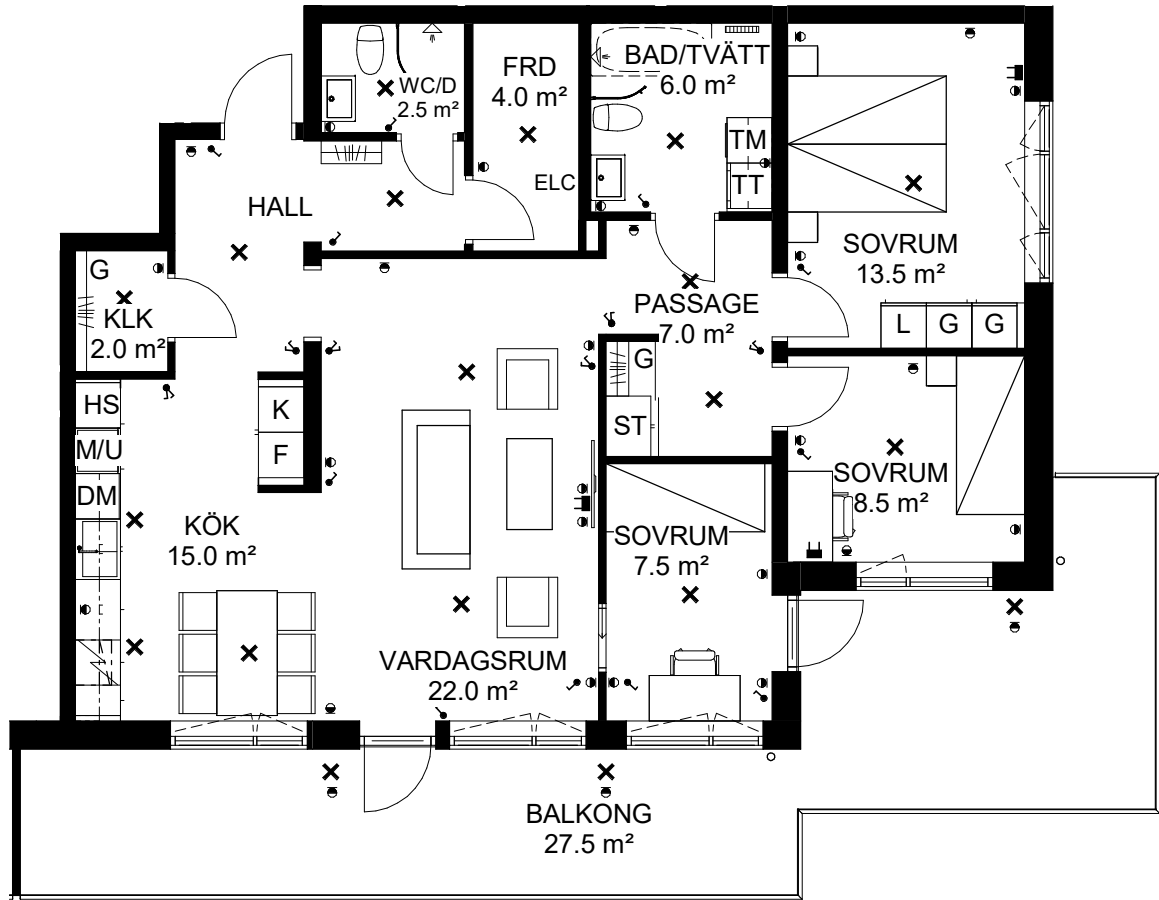 WC/D
2.5 m²
FRD
4.0 m²
ELC
BAD/TVÄTT
6.0 m²
TM
TT
HALL
SOVRUM
13.5 m²
L
G
G
G
KLK
2.0 m²
PASSAGE
7.0 m²
G
ST
HS
M/U
DM
K
F
KÖK
15.0 m²
SOVRUM
8.5 m²
SOVRUM
7.5 m²
VARDAGSRUM
22.0 m²
BALKONG
27.5 m²